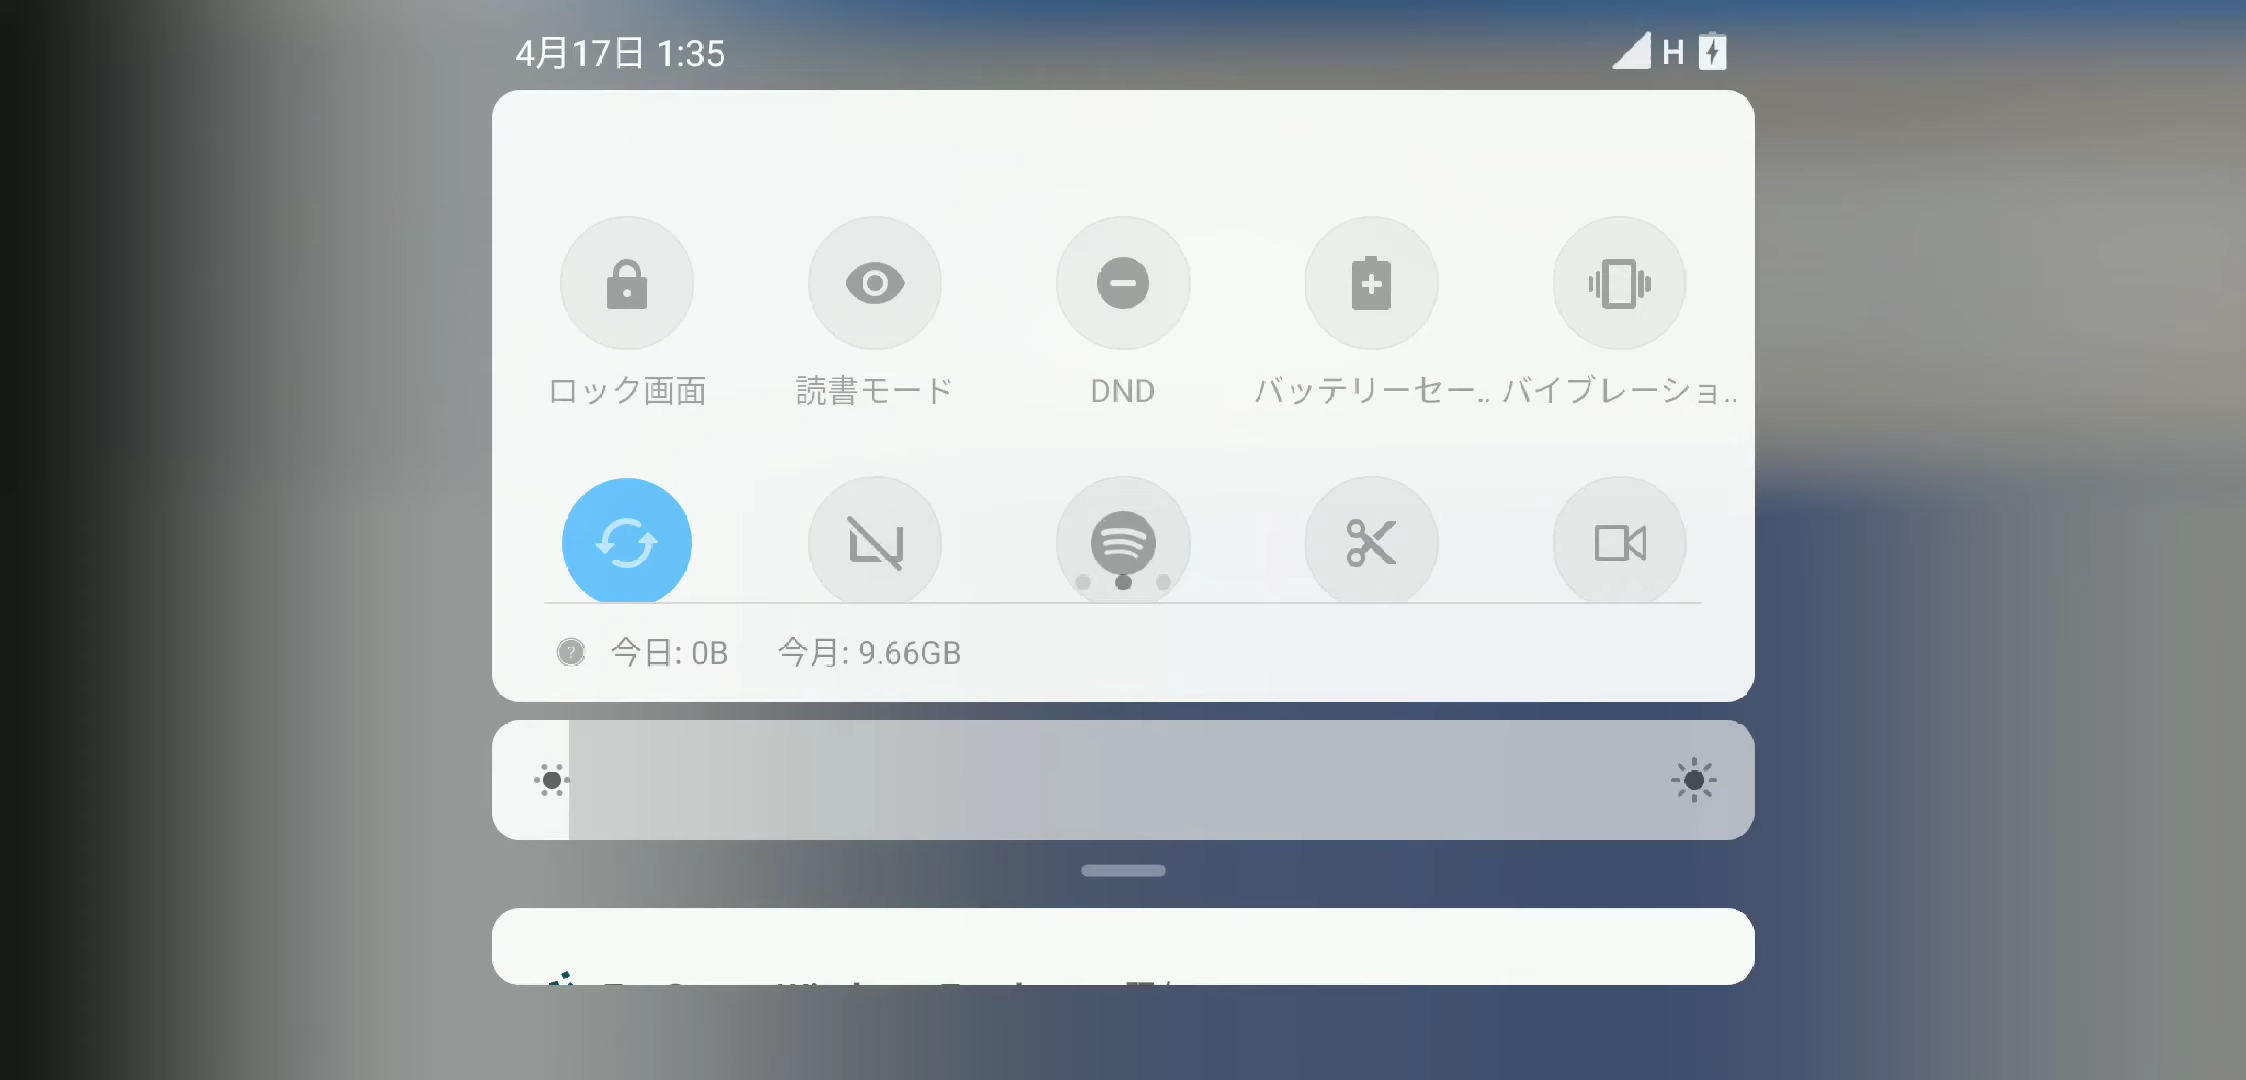 4月17日 1:35
H
ロック画面
読書モード
DND
バッテリーセー..
バイブレーショ..
今日: 0B
今月: 9.66GB